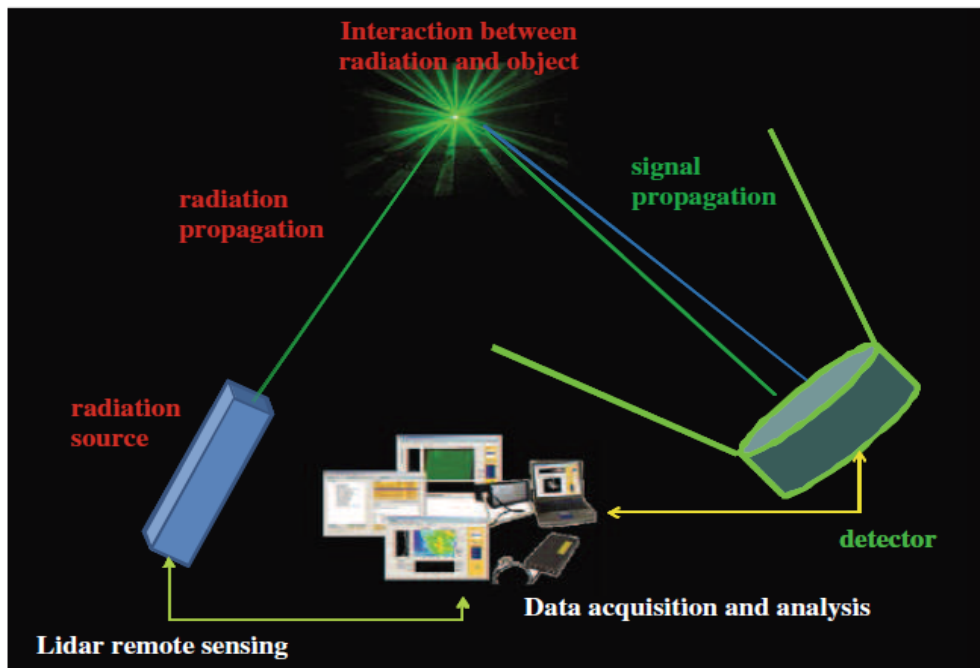 Interaction between
radiation and object
signal
propagation
radiation
propagation
radiation
source
detector
Data acquisition and analysis
Lidar remote sensing